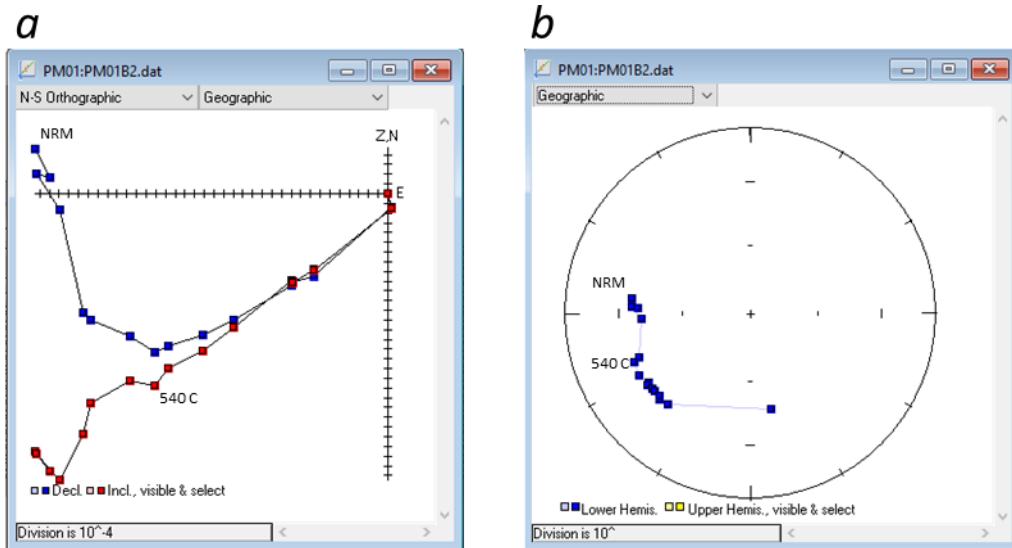 a
PM01:PM01B2.dat
N-S Orthographic Geographic
NRM
Z,N
E
540 C
Decl. Incl., visible & select
Division is 10^-4
b
PM01:PM01B2.dat
Geographic
NRM
540 C
Lower Hemis. Upper Hemis., visible & select
Division is 10^